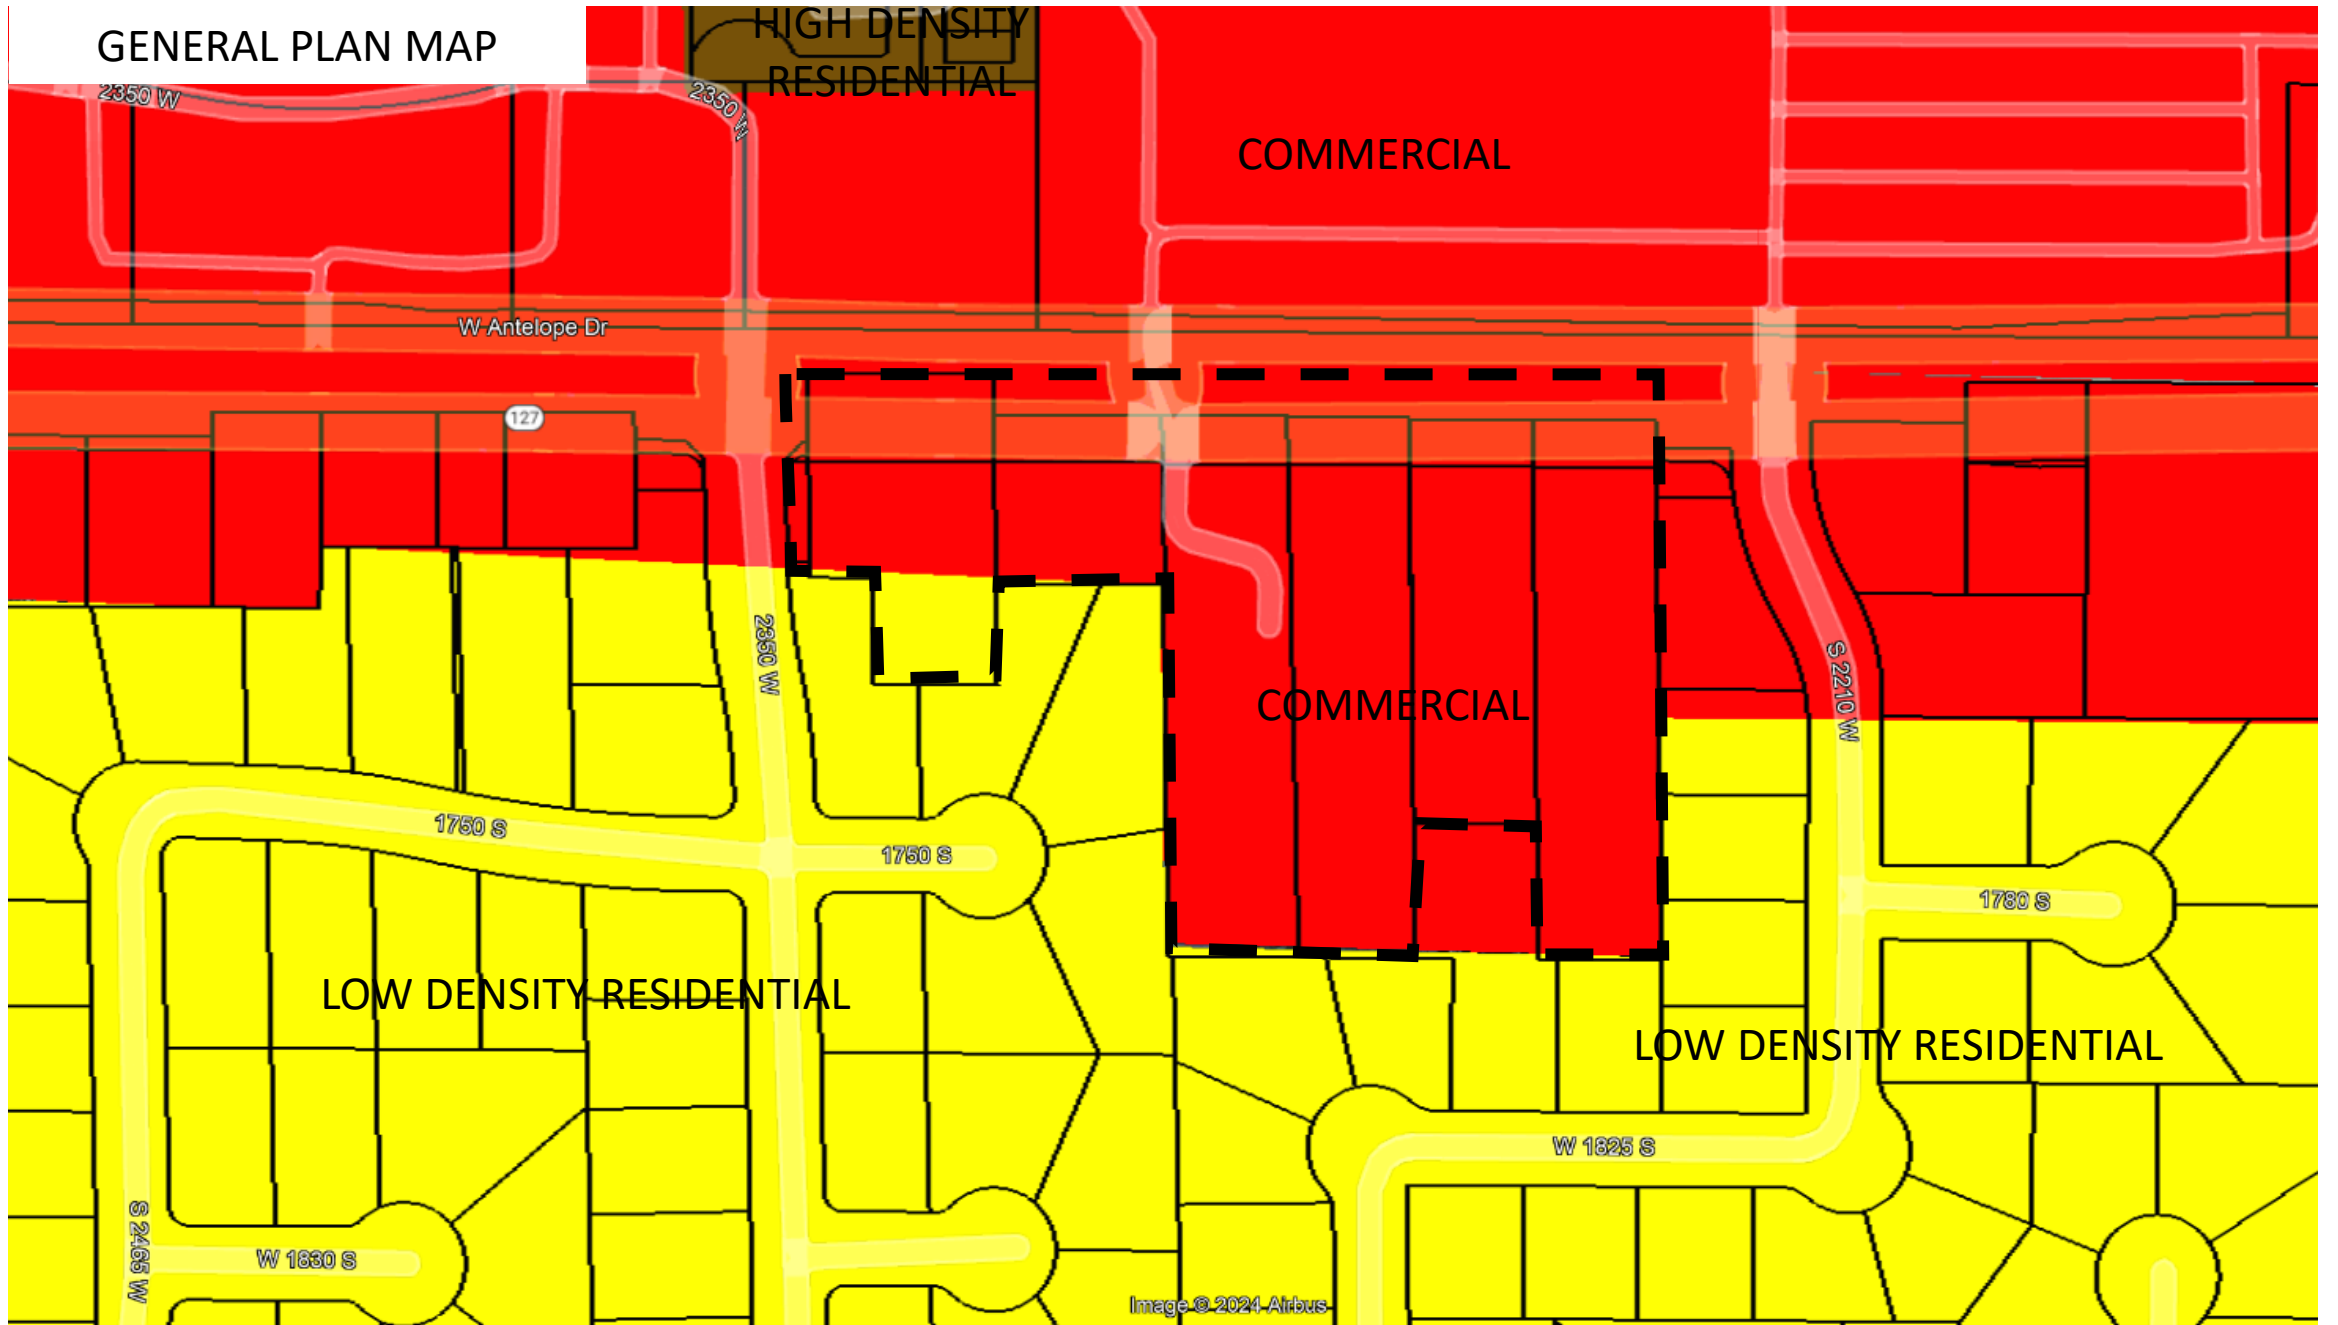 GENERAL PLAN MAP
HIGH DENSITY
RESIDENTIAL
2350 W
2350 W
COMMERCIAL
W Antelope Dr
127
2350 W
S 2210 W
COMMERCIAL
1750 S
1750 S
1780 S
LOW DENSITY RESIDENTIAL
LOW DENSITY RESIDENTIAL
W 1825 S
S 2465 W
W 1830 S
Image © 2024 Airbus